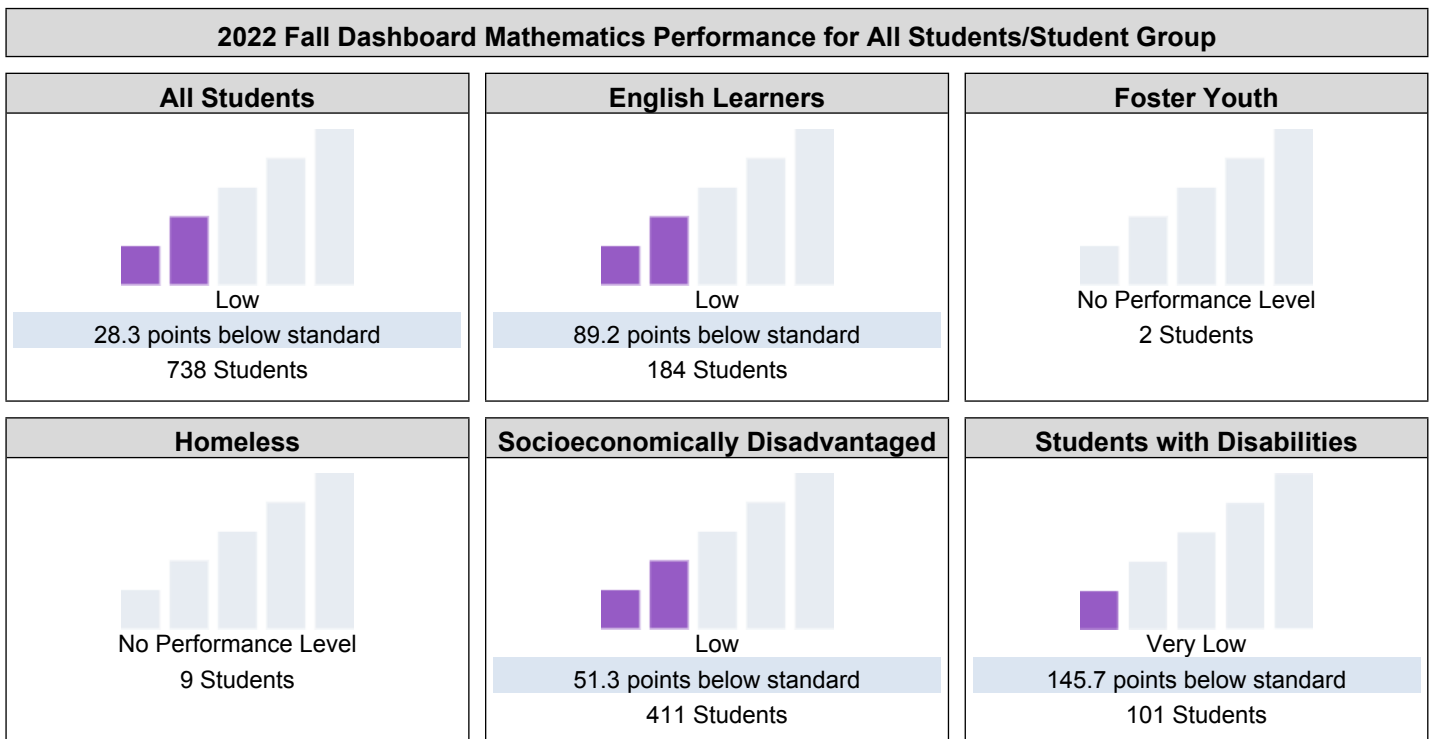 2022 Fall Dashboard Mathematics Performance for All Students/Student Group
All Students
Low
28.3 points below standard
738 Students
English Learners
Low
89.2 points below standard
184 Students
Foster Youth
No Performance Level
2 Students
Homeless
No Performance Level
9 Students
Socioeconomically Disadvantaged
Low
51.3 points below standard
411 Students
Students with Disabilities
Very Low
145.7 points below standard
101 Students